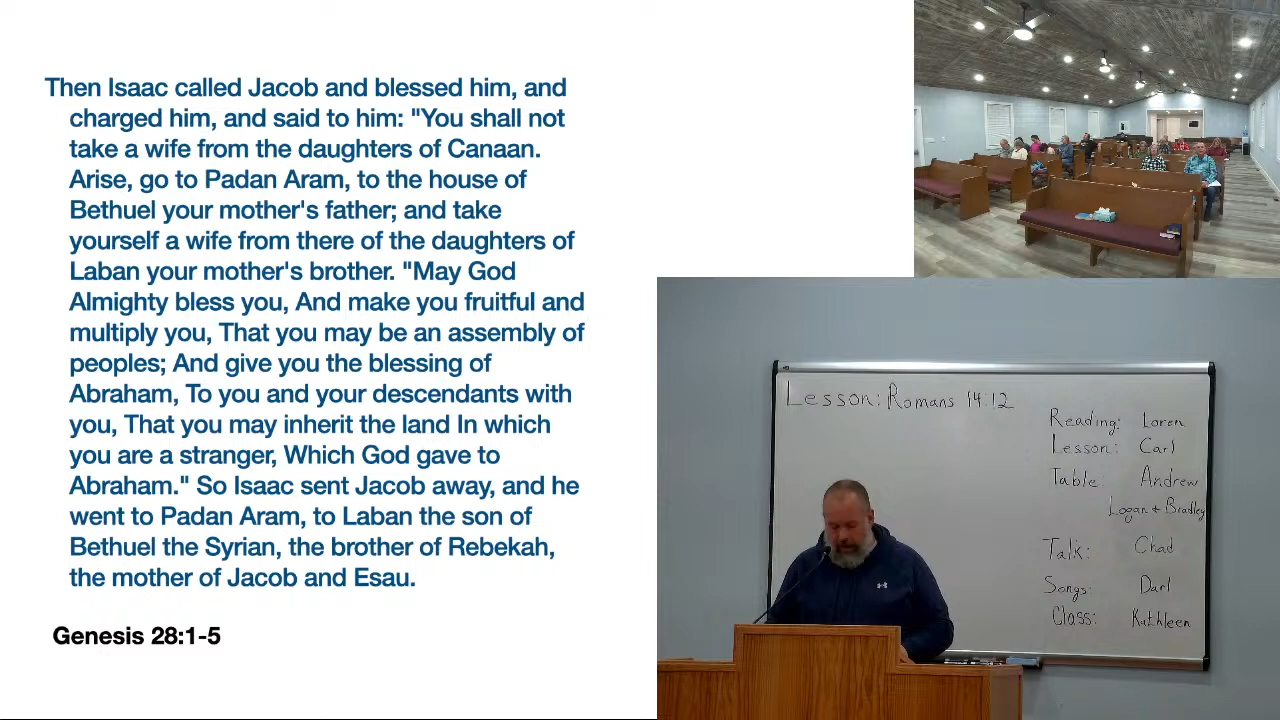 Then Isaac called Jacob and blessed him, and
charged him, and said to him: "You shall not
take a wife from the daughters of Canaan.
Arise, go to Padan Aram, to the house of
Bethuel your mother's father; and take
yourself a wife from there of the daughters of
Laban your mother's brother. "May God
Almighty bless you, And make you fruitful and
multiply you, That you may be an assembly of
peoples; And give you the blessing of
Abraham, To you and your descendants with
you, That you may inherit the land In which
you are a stranger, Which God gave to
Abraham." So Isaac sent Jacob away, and he
went to Padan Aram, to Laban the son of
Bethuel the Syrian, the brother of Rebekah,
the mother of Jacob and Esau.
Genesis 28:1-5
Lesson: Romans 14:12
Reading: Loren
Lesson: Carl
Table: Andrew
Logan + Bradley
Talk: Chad
Songs: Darl
Class: Kathleen